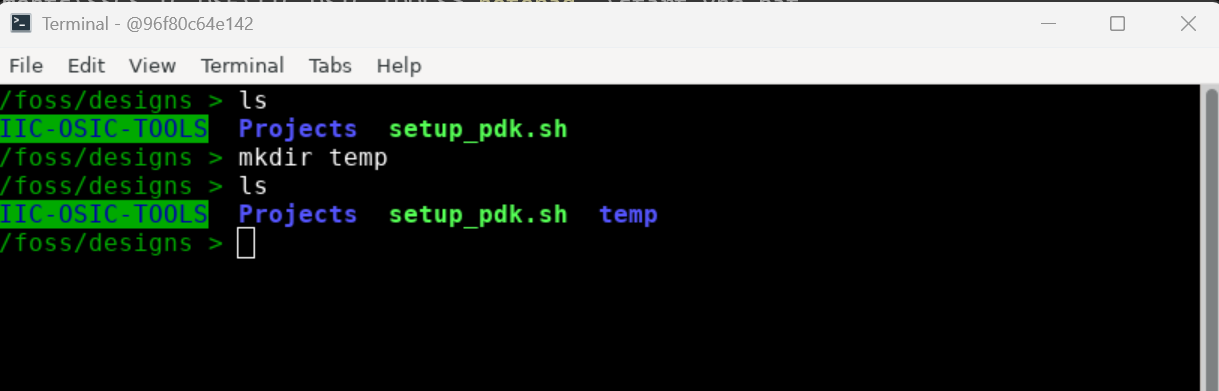 Terminal - @96f80c64e142
File Edit View Terminal Tabs Help
/foss/designs > ls
IIC-OSIC-TOOLS Projects setup_pdk.sh
/foss/designs > mkdir temp
/foss/designs > ls
IIC-OSIC-TOOLS Projects setup_pdk.sh temp
/foss/designs >